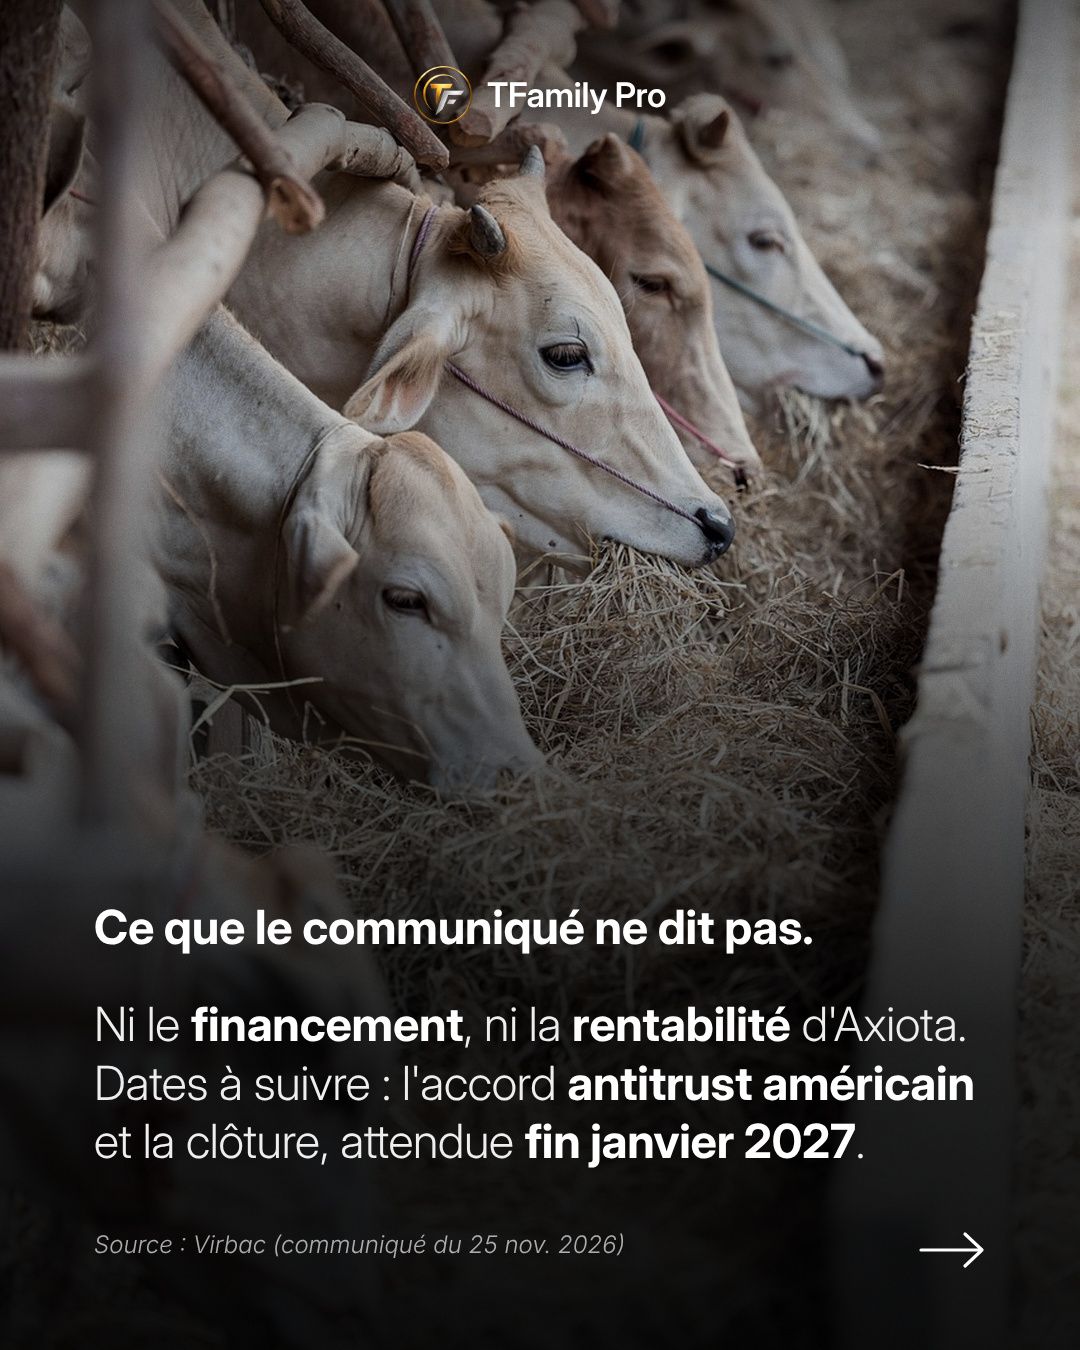 TF TFamily Pro
Ce que le communiqué ne dit pas.
Ni le financement, ni la rentabilité d'Axiota.
Dates à suivre : l'accord antitrust américain
et la clôture, attendue fin janvier 2027.
Source : Virbac (communiqué du 25 nov. 2026)